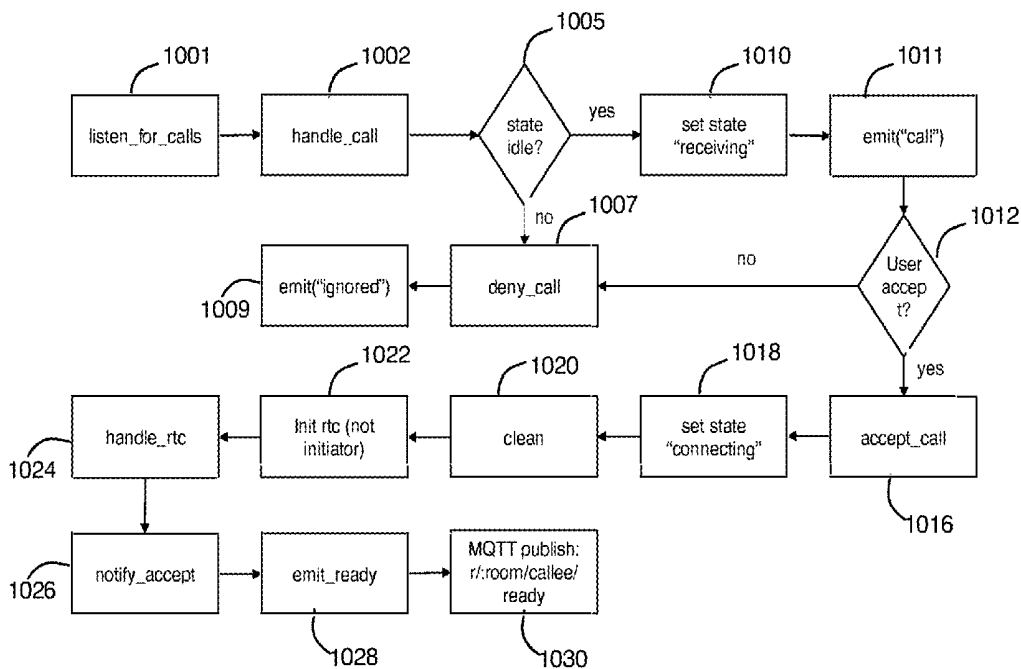 1001
1002
1005
1010
1011
listen_for_calls
handle_call
state
idle?
yes
set state
“receiving”
emit(“call”)
no
1007
1012
1009
emit(“ignored”)
deny_call
no
User
accep
t?
yes
1022
1020
1018
1024
handle_rtc
Init rtc (not
initiator)
clean
set state
“connecting”
accept_call
1016
1026
notify_accept
emit_ready
MQTT publish:
r/:room/callee/
ready
1028
1030